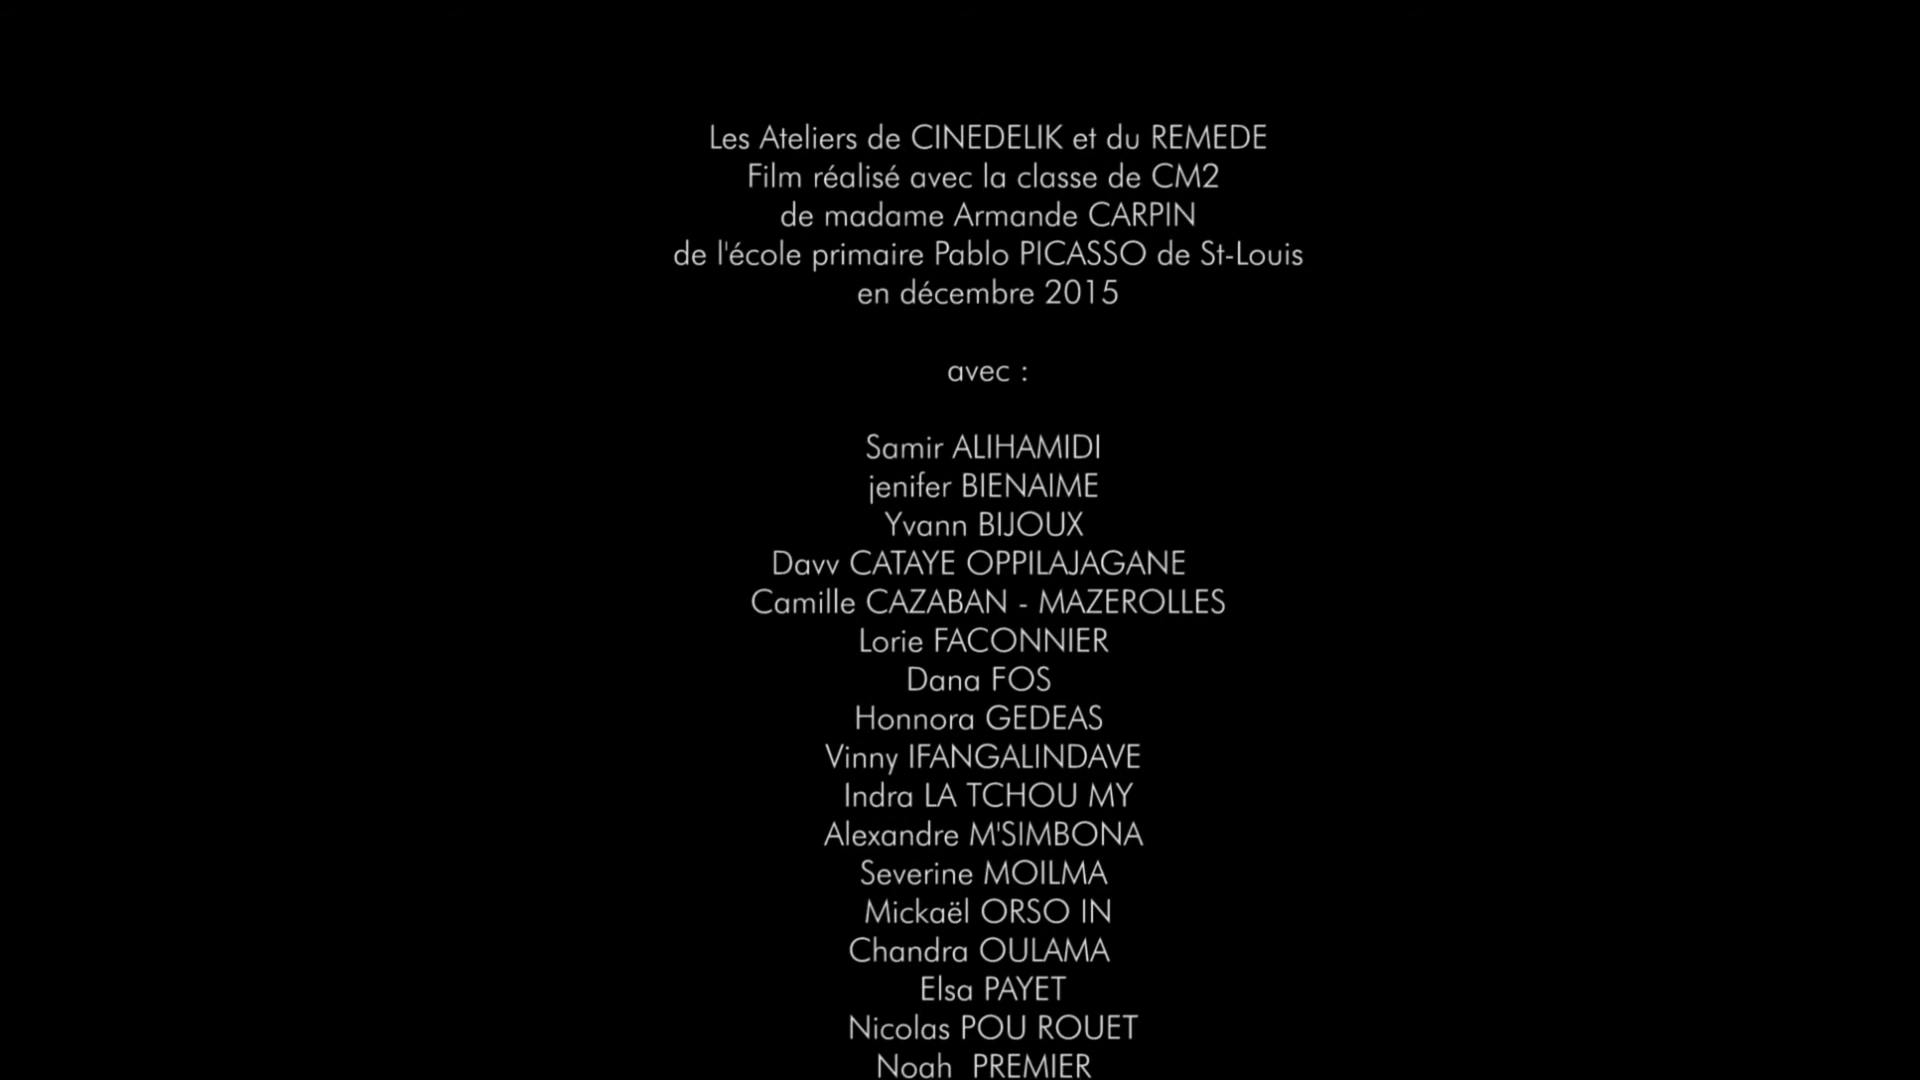 Les Ateliers de CINEDELIK et du REMEDE
Film réalisé avec la classe de CM2
de madame Armande CARPIN
de l'école primaire Pablo PICASSO de St-Louis
en décembre 2015
avec :
Samir ALIHAMIDI
jenifer BIENAIME
Yvann BIJOUX
Davv CATAYE OPPILAJAGANE
Camille CAZABAN - MAZEROLLES
Lorie FACONNIER
Dana FOS
Honnora GEDEAS
Vinny IFANGALINDAVE
Indra LA TCHOU MY
Alexandre M'SIMBONA
Severine MOILMA
Mickaël ORSO IN
Chandra OULAMA
Elsa PAYET
Nicolas POU ROUET
Noah  PREMIER